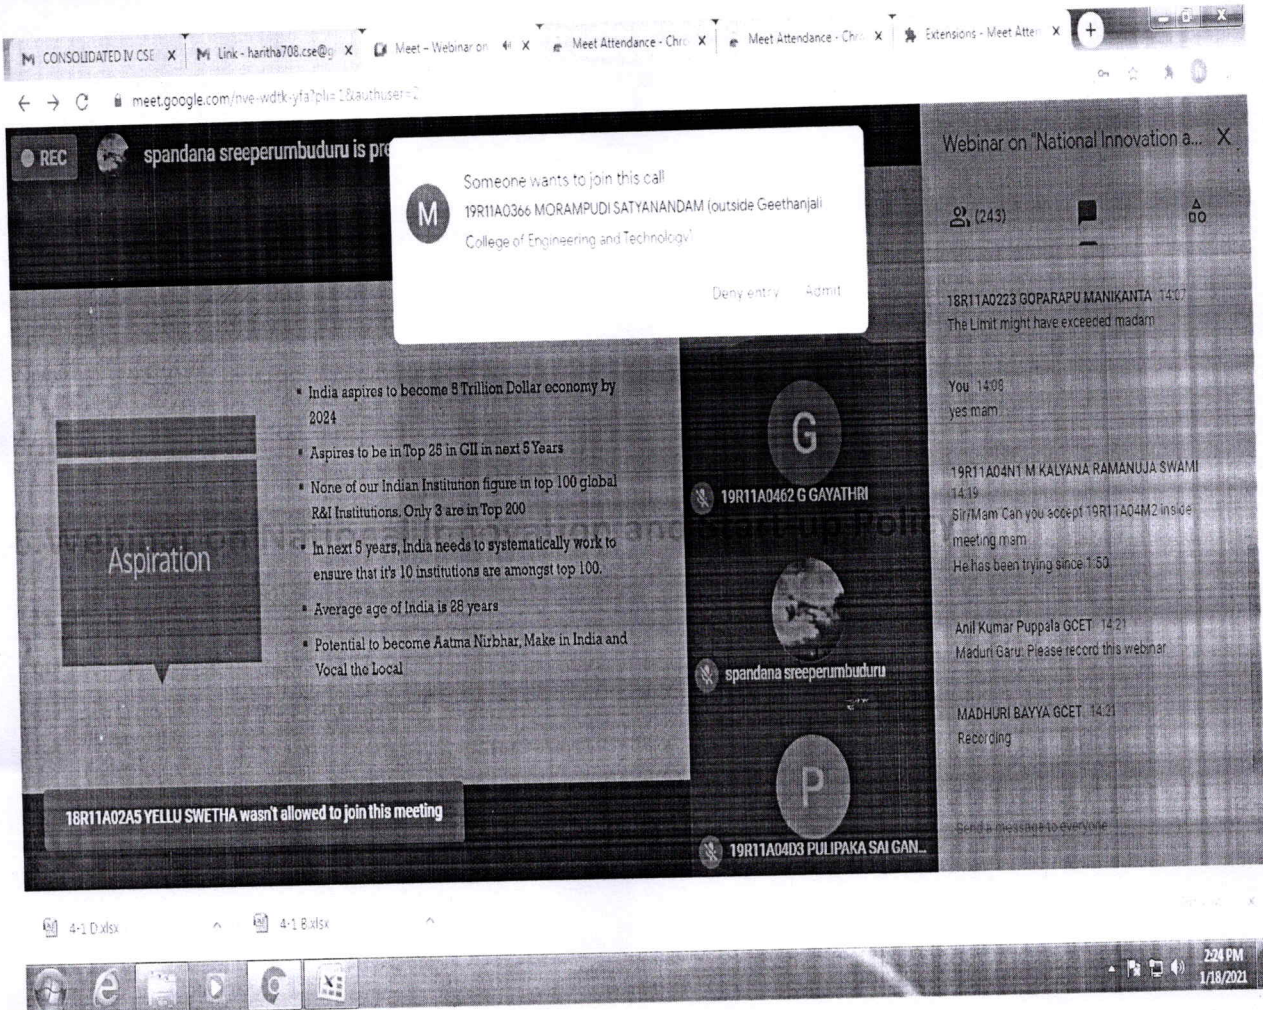 CONSOLIDATED IV CSE X
Link - haritha708.cse@g X
Meet – Webinar on X
Meet Attendance - Chro X
Meet Attendance - Chr X
Extensions - Meet Atten X
meet.google.com/nve-wdtk-yfa?pli=1&authuser=2
REC
spandana sreeperumbuduru is pre
M
Someone wants to join this call
19R11A0366 MORAMPUDI SATYANANDAM (outside Geethanjali
College of Engineering and Technology)
Deny entry Admit
Aspiration
▪ India aspires to become 5 Trillion Dollar economy by
2024
▪ Aspires to be in Top 25 in GII in next 5 Years
▪ None of our Indian Institution figure in top 100 global
R&I Institutions, Only 3 are in Top 200
▪ In next 5 years, India needs to systematically work to
ensure that it's 10 institutions are amongst top 100.
▪ Average age of India is 28 years
▪ Potential to become Aatma Nirbhar, Make in India and
Vocal the Local
Webinar on National Innovation and Start-up Policy
18R11A02A5 YELLU SWETHA wasn't allowed to join this meeting
G
19R11A0462 G GAYATHRI
spandana sreeperumbuduru
P
19R11A04D3 PULIPAKA SAI GAN...
Webinar on "National Innovation a... X
(243)
18R11A0223 GOPARAPU MANIKANTA 14:07
The Limit might have exceeded madam
You 14:08
yes mam
19R11A04N1 M KALYANA RAMANUJA SWAMI
14:19
Sir/Mam Can you accept 19R11A04M2 inside
meeting mam
He has been trying since 1:50
Anil Kumar Puppala GCET 14:21
Maduri Garu: Please record this webinar
MADHURI BAYYA GCET 14:21
Recording
Send a message to everyone
4-1 D.xlsx
4-1 B.xlsx
2:24 PM
1/18/2021